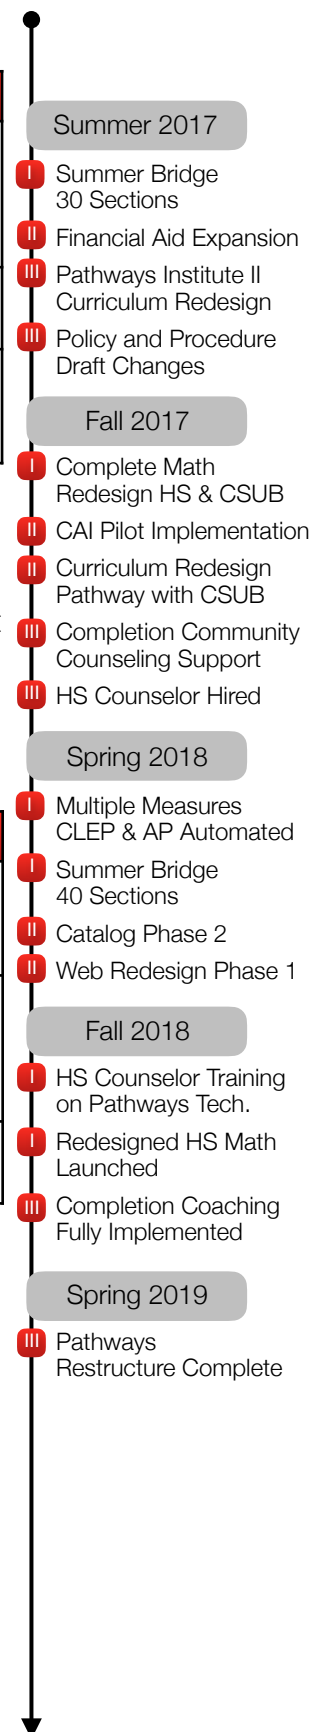 Summer 2017
I Summer Bridge
30 Sections
II Financial Aid Expansion
III Pathways Institute II
Curriculum Redesign
III Policy and Procedure
Draft Changes
Fall 2017
I Complete Math
Redesign HS & CSUB
II CAI Pilot Implementation
II Curriculum Redesign
Pathway with CSUB
III Completion Community
Counseling Support
III HS Counselor Hired
Spring 2018
I Multiple Measures
CLEP & AP Automated
I Summer Bridge
40 Sections
II Catalog Phase 2
II Web Redesign Phase 1
Fall 2018
I HS Counselor Training
on Pathways Tech.
I Redesigned HS Math
Launched
III Completion Coaching
Fully Implemented
Spring 2019
III Pathways
Restructure Complete